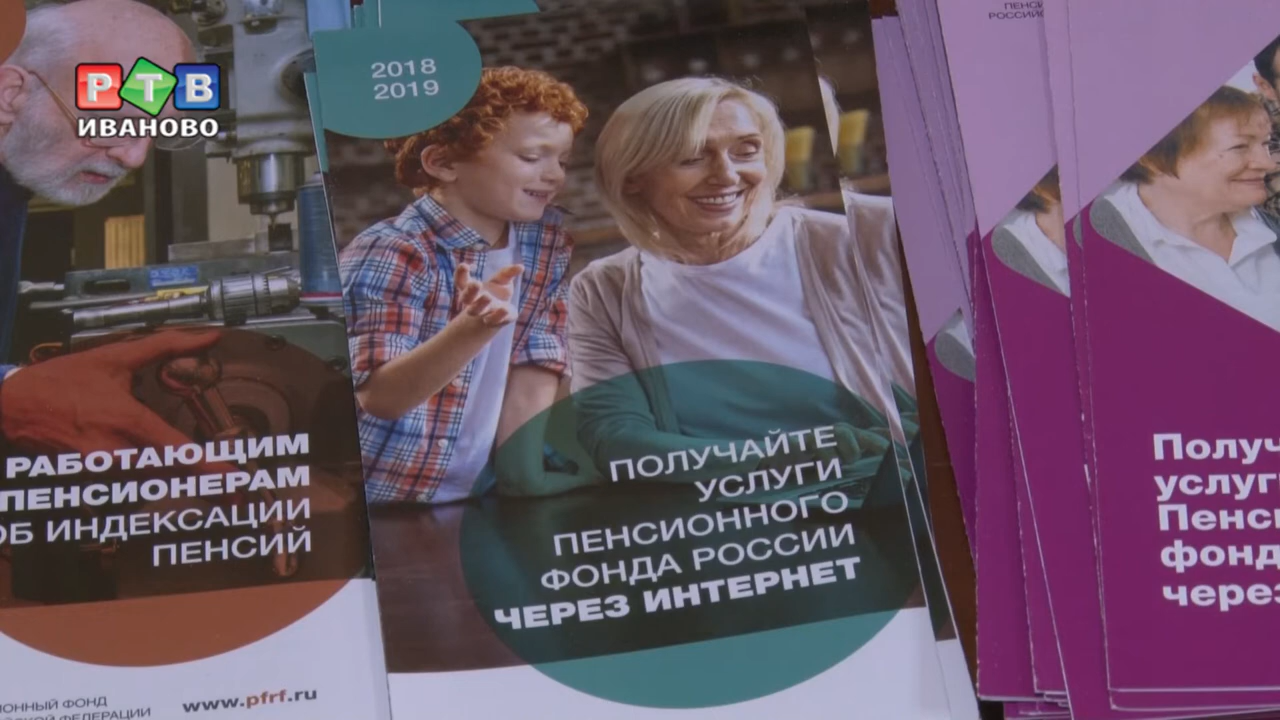 РТВ
ИВАНОВО
РАБОТАЮЩИМ
ПЕНСИОНЕРАМ
ОБ ИНДЕКСАЦИИ
ПЕНСИЙ
www.pfrf.ru
2018
2019
ПОЛУЧАЙТЕ
УСЛУГИ
ПЕНСИОННОГО
ФОНДА РОССИИ
ЧЕРЕЗ ИНТЕРНЕТ
Получ
услуг
Пенси
фонд
через